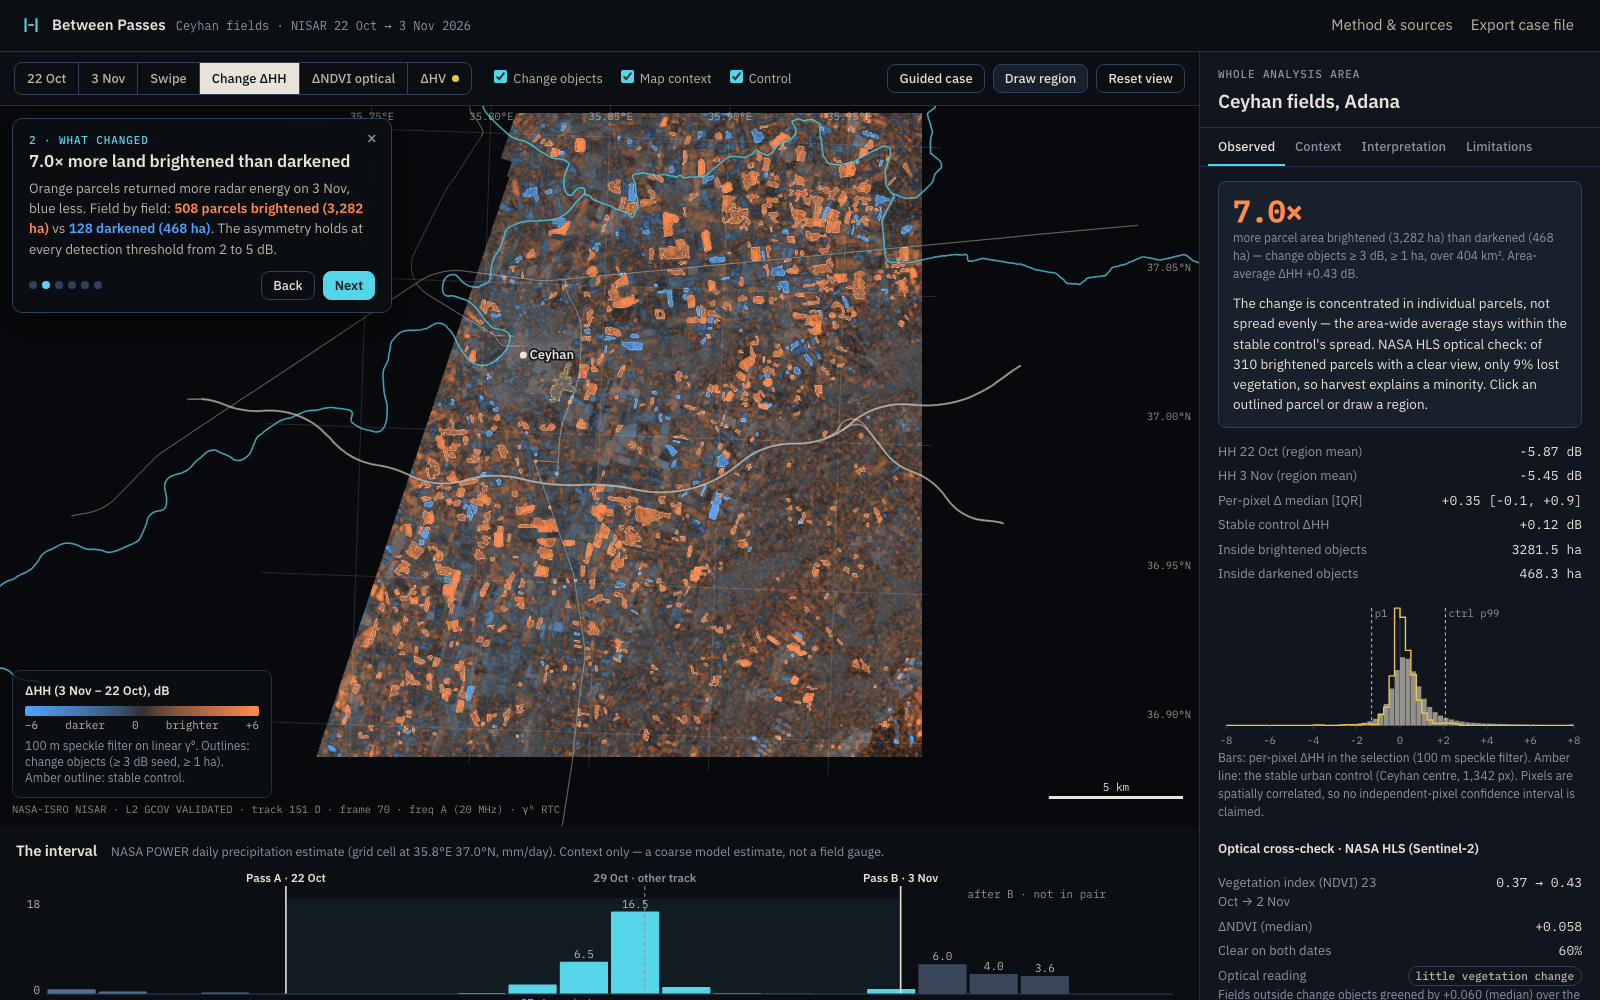 Between Passes
Ceyhan fields · NISAR 22 Oct → 3 Nov 2026
Method & sources
Export case file
22 Oct
3 Nov
Swipe
Change ΔHH
ΔNDVI optical
ΔHV
Change objects
Map context
Control
Guided case
Draw region
Reset view
35.75°E
35.80°E
35.85°E
35.90°E
35.95°E
2 · WHAT CHANGED
×
7.0× more land brightened than darkened
Orange parcels returned more radar energy on 3 Nov,
blue less. Field by field: 508 parcels brightened (3,282
ha) vs 128 darkened (468 ha). The asymmetry holds at
every detection threshold from 2 to 5 dB.
Back
Next
37.05°N
Ceyhan
37.00°N
36.95°N
36.90°N
ΔHH (3 Nov − 22 Oct), dB
−6 darker 0 brighter +6
100 m speckle filter on linear γ⁰. Outlines:
change objects (≥ 3 dB seed, ≥ 1 ha).
Amber outline: stable control.
5 km
NASA-ISRO NISAR · L2 GCOV VALIDATED · track 151 D · frame 70 · freq A (20 MHz) · γ⁰ RTC
The interval
NASA POWER daily precipitation estimate (grid cell at 35.8°E 37.0°N, mm/day). Context only — a coarse model estimate, not a field gauge.
Pass A · 22 Oct
29 Oct · other track
Pass B · 3 Nov
after B · not in pair
18
16.5
6.5
6.0
4.0
3.6
0
WHOLE ANALYSIS AREA
Ceyhan fields, Adana
Observed
Context
Interpretation
Limitations
7.0×
more parcel area brightened (3,282 ha) than darkened (468
ha) — change objects ≥ 3 dB, ≥ 1 ha, over 404 km². Area-
average ΔHH +0.43 dB.
The change is concentrated in individual parcels, not
spread evenly — the area-wide average stays within the
stable control's spread. NASA HLS optical check: of
310 brightened parcels with a clear view, only 9% lost
vegetation, so harvest explains a minority. Click an
outlined parcel or draw a region.
HH 22 Oct (region mean) -5.87 dB
HH 3 Nov (region mean) -5.45 dB
Per-pixel Δ median [IQR] +0.35 [-0.1, +0.9]
Stable control ΔHH +0.12 dB
Inside brightened objects 3281.5 ha
Inside darkened objects 468.3 ha
p1
ctrl p99
-8 -6 -4 -2 0 +2 +4 +6 +8
Bars: per-pixel ΔHH in the selection (100 m speckle filter). Amber
line: the stable urban control (Ceyhan centre, 1,342 px). Pixels are
spatially correlated, so no independent-pixel confidence interval is
claimed.
Optical cross-check · NASA HLS (Sentinel-2)
Vegetation index (NDVI) 23 0.37 → 0.43
Oct → 2 Nov
ΔNDVI (median) +0.058
Clear on both dates 60%
Optical reading little vegetation change
Fields outside change objects greened by +0.060 (median) over the